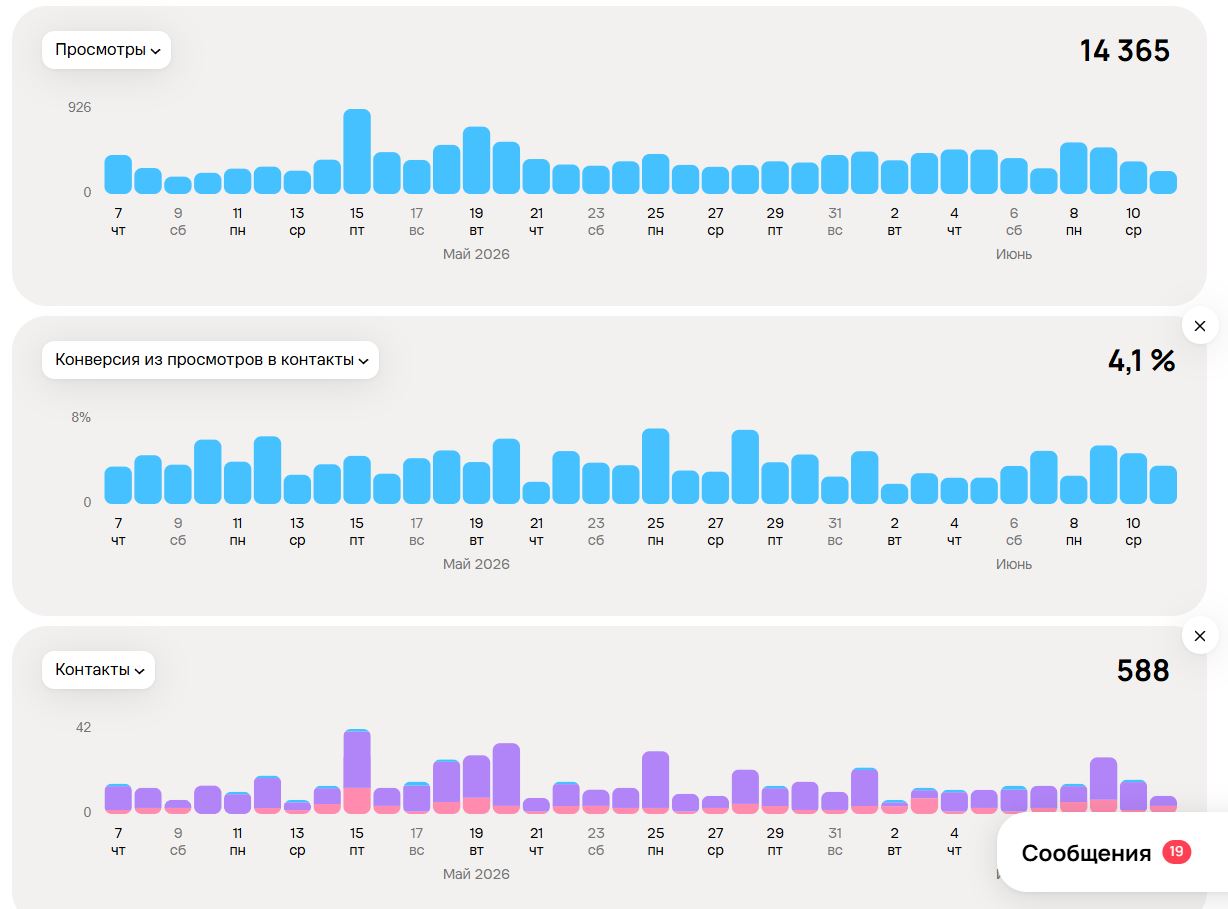 Просмотры
14 365
926
0
7 9 11 13 15 17 19 21 23 25 27 29 31 2 4 6 8 10
чт сб пн ср пт вс вт чт сб пн ср пт вс вт чт сб пн ср
Май 2026 Июнь
Конверсия из просмотров в контакты
4,1 %
8%
0
7 9 11 13 15 17 19 21 23 25 27 29 31 2 4 6 8 10
чт сб пн ср пт вс вт чт сб пн ср пт вс вт чт сб пн ср
Май 2026 Июнь
Контакты
588
42
0
7 9 11 13 15 17 19 21 23 25 27 29 31 2 4
чт сб пн ср пт вс вт чт сб пн ср пт вс вт чт
Сообщения 19
Май 2026